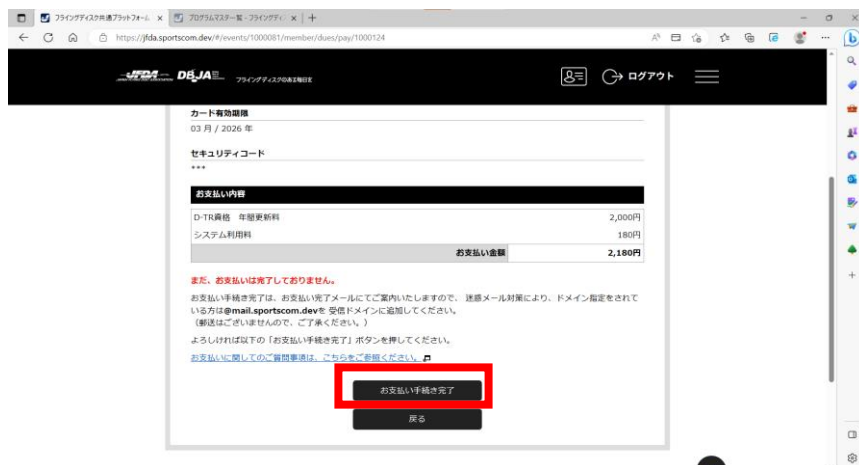 フライングディスク共通プラットフォーム
プログラムマスター一覧 - フライングディ
https://jfda.sportscom.dev/#/events/1000081/member/dues/pay/1000124
JFDA
DBJA
ログアウト
カード有効期限
03 月 / 2026 年
セキュリティコード
***
お支払い内容
D-TR資格 年間更新料 2,000円
システム利用料 180円
お支払い金額 2,180円
まだ、お支払いは完了しておりません。
お支払い手続き完了は、お支払い完了メールにてご案内いたしますので、 迷惑メール対策により、ドメイン指定をされて
いる方は@mail.sportscom.devを 受信ドメインに追加してください。
（郵送はございませんので、ご了承ください。）
よろしければ以下の「お支払い手続き完了」ボタンを押してください。
お支払いに関してのご質問事項は、こちらをご参照ください。
お支払い手続き完了
戻る